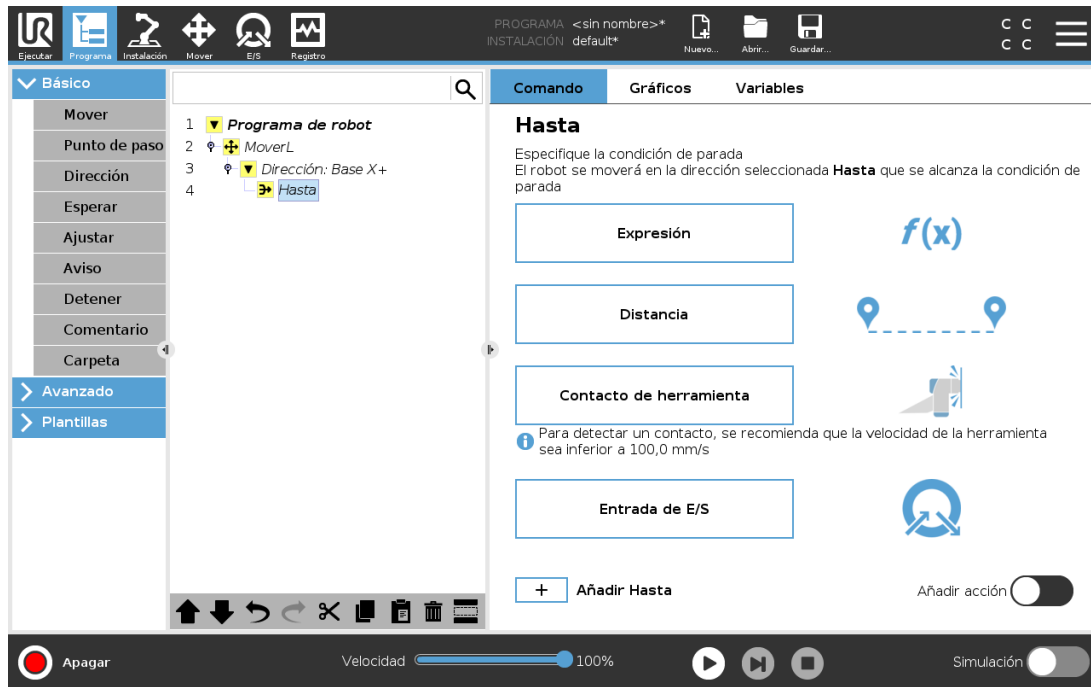 PROGRAMA <sin nombre>*
INSTALACIÓN default*
UR
Ejecutar
Programa
Instalación
Mover
E/S
Registro
Nuevo...
Abrir...
Guardar...
C C
C C
Básico
Mover
Punto de paso
Dirección
Esperar
Ajustar
Aviso
Detener
Comentario
Carpeta
Avanzado
Plantillas
1 Programa de robot
2 MoverL
3 Dirección: Base X+
4 Hasta
Comando
Gráficos
Variables
Hasta
Especifique la condición de parada
El robot se moverá en la dirección seleccionada Hasta que se alcanza la condición de
parada
Expresión
f(x)
Distancia
Contacto de herramienta
Para detectar un contacto, se recomienda que la velocidad de la herramienta
sea inferior a 100,0 mm/s
Entrada de E/S
+ Añadir Hasta
Añadir acción
Apagar
Velocidad
100%
Simulación